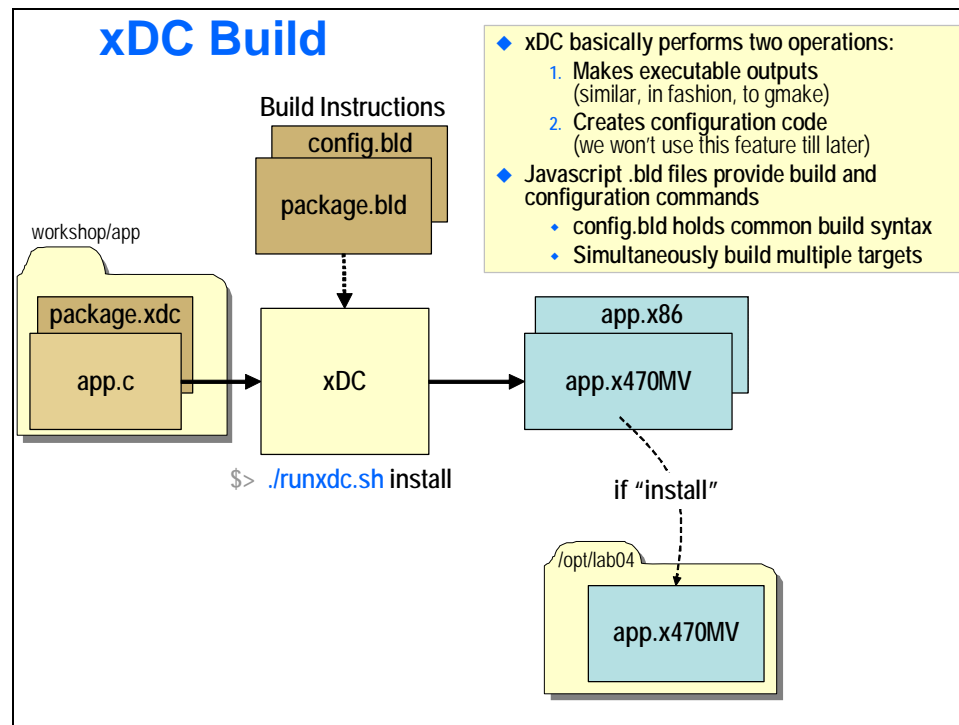 xDC Build
◆ xDC basically performs two operations:
1. Makes executable outputs
(similar, in fashion, to gmake)
2. Creates configuration code
(we won't use this feature till later)
◆ Javascript .bld files provide build and
configuration commands
◆ config.bld holds common build syntax
◆ Simultaneously build multiple targets
Build Instructions
config.bld
package.bld
workshop/app
package.xdc
app.c
xDC
app.x86
app.x470MV
$> ./runxdc.sh install
if “install”
/opt/lab04
app.x470MV